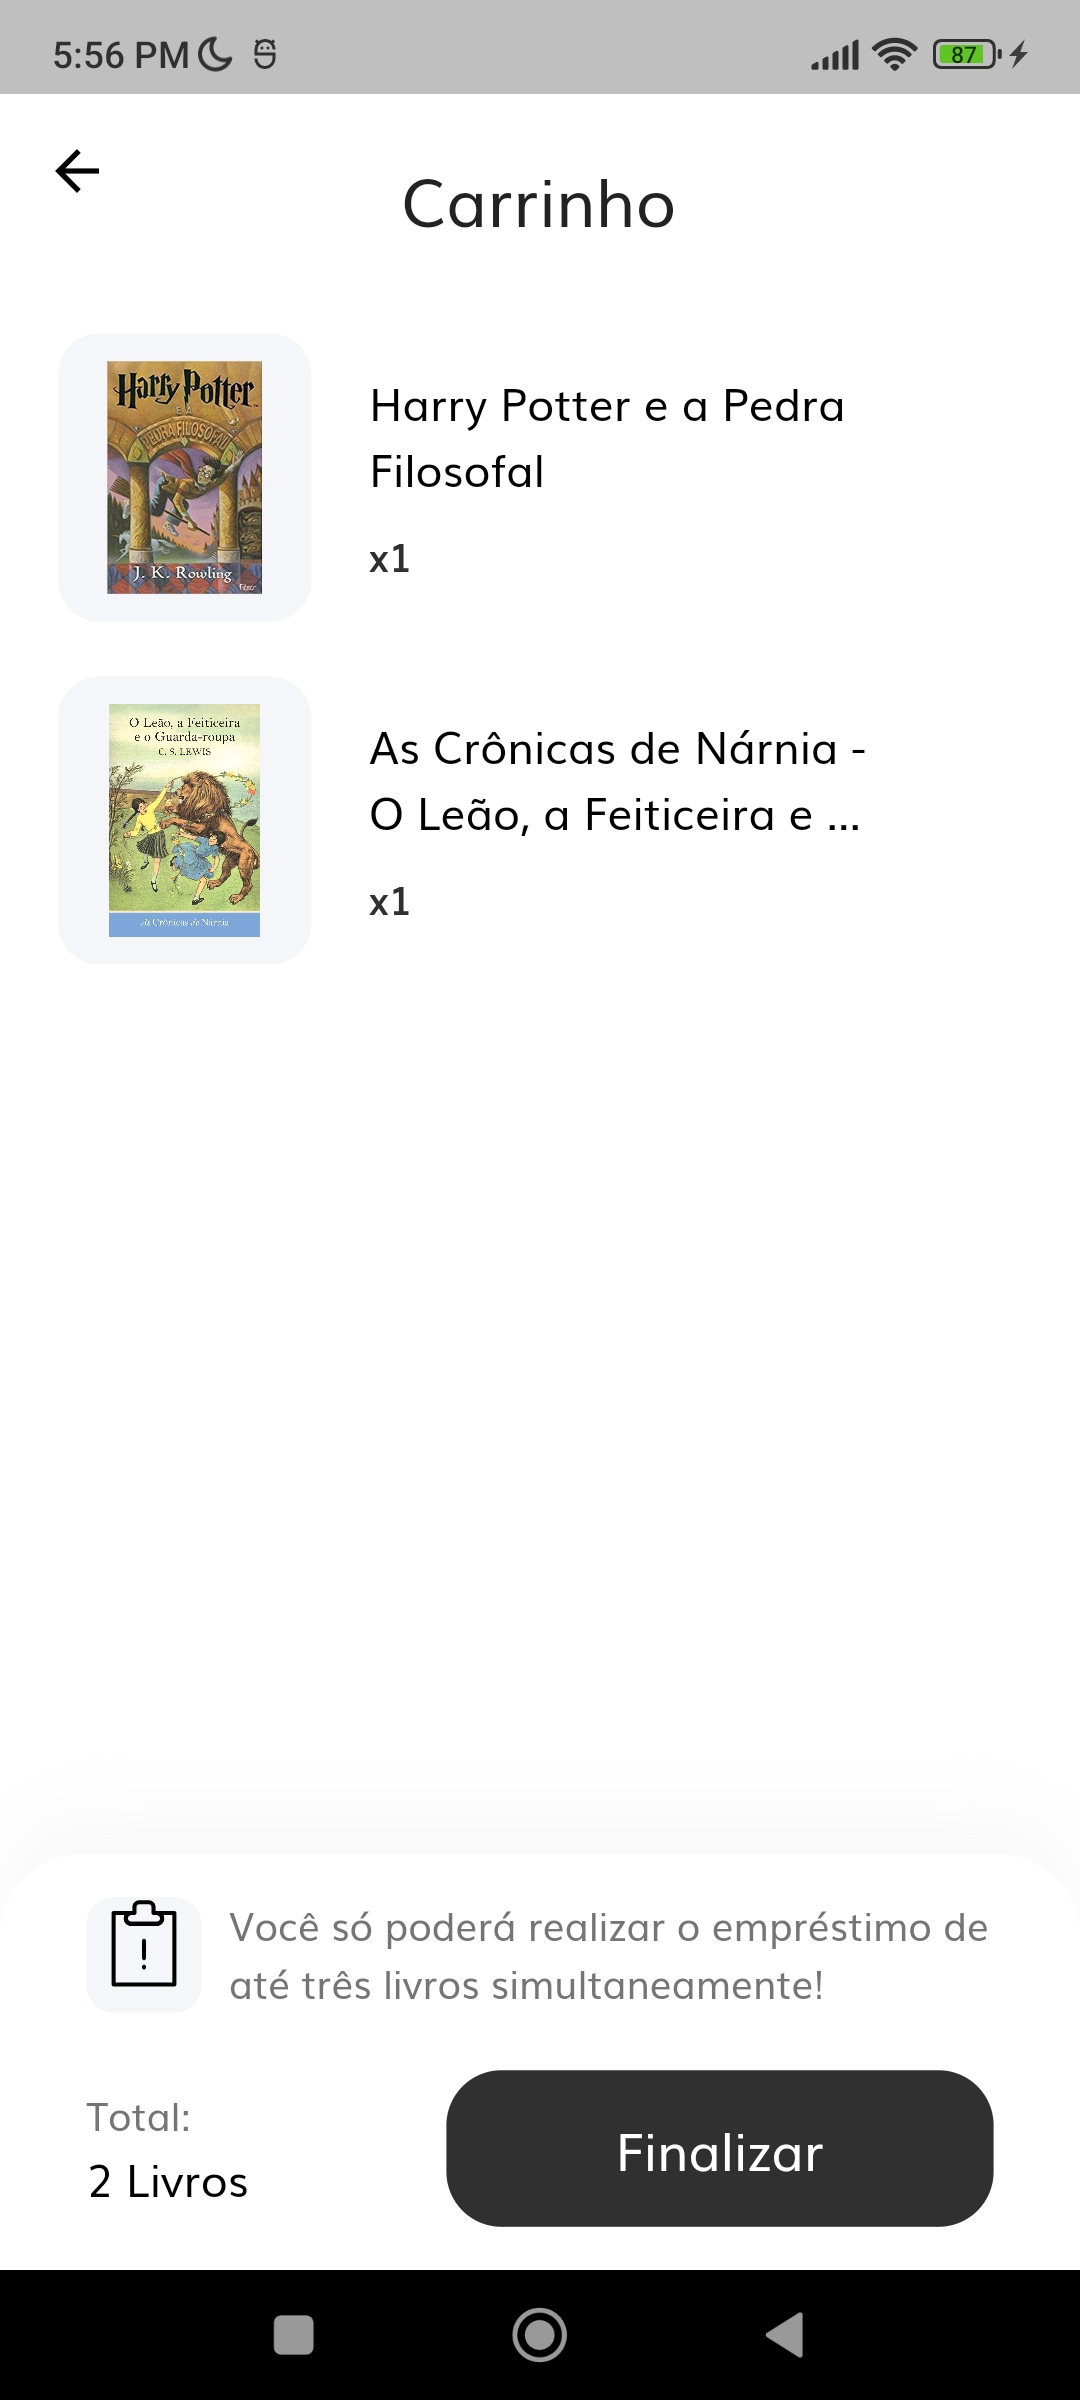 5:56 PM
87
Carrinho
Harry Potter
E A
PEDRA FILOSOFAL
J. K. Rowling
Harry Potter e a Pedra
Filosofal
x1
O Leão, a Feiticeira
e o Guarda-roupa
C. S. LEWIS
As Crônicas de Nárnia
As Crônicas de Nárnia -
O Leão, a Feiticeira e ...
x1
Você só poderá realizar o empréstimo de
até três livros simultaneamente!
Total:
2 Livros
Finalizar